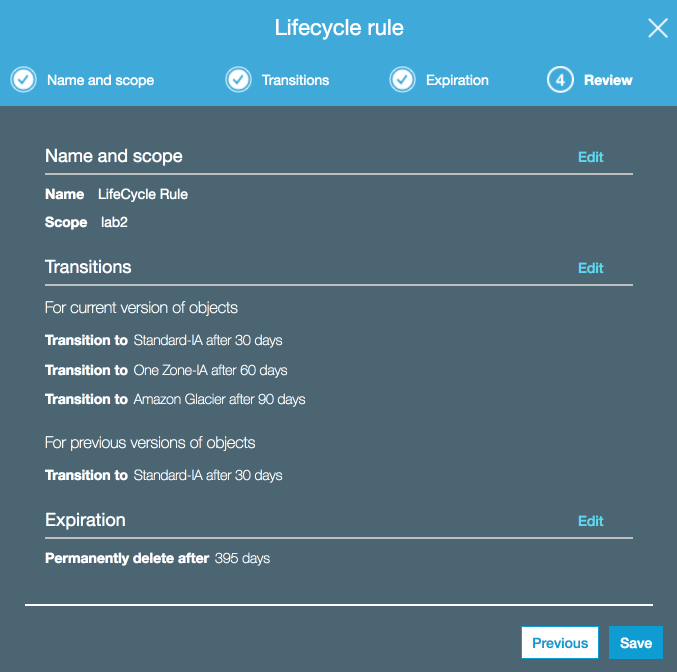 Lifecycle rule
Name and scope
Transitions
Expiration
4 Review
Name and scope Edit
Name LifeCycle Rule
Scope lab2
Transitions Edit
For current version of objects
Transition to Standard-IA after 30 days
Transition to One Zone-IA after 60 days
Transition to Amazon Glacier after 90 days
For previous versions of objects
Transition to Standard-IA after 30 days
Expiration Edit
Permanently delete after 395 days
Previous Save